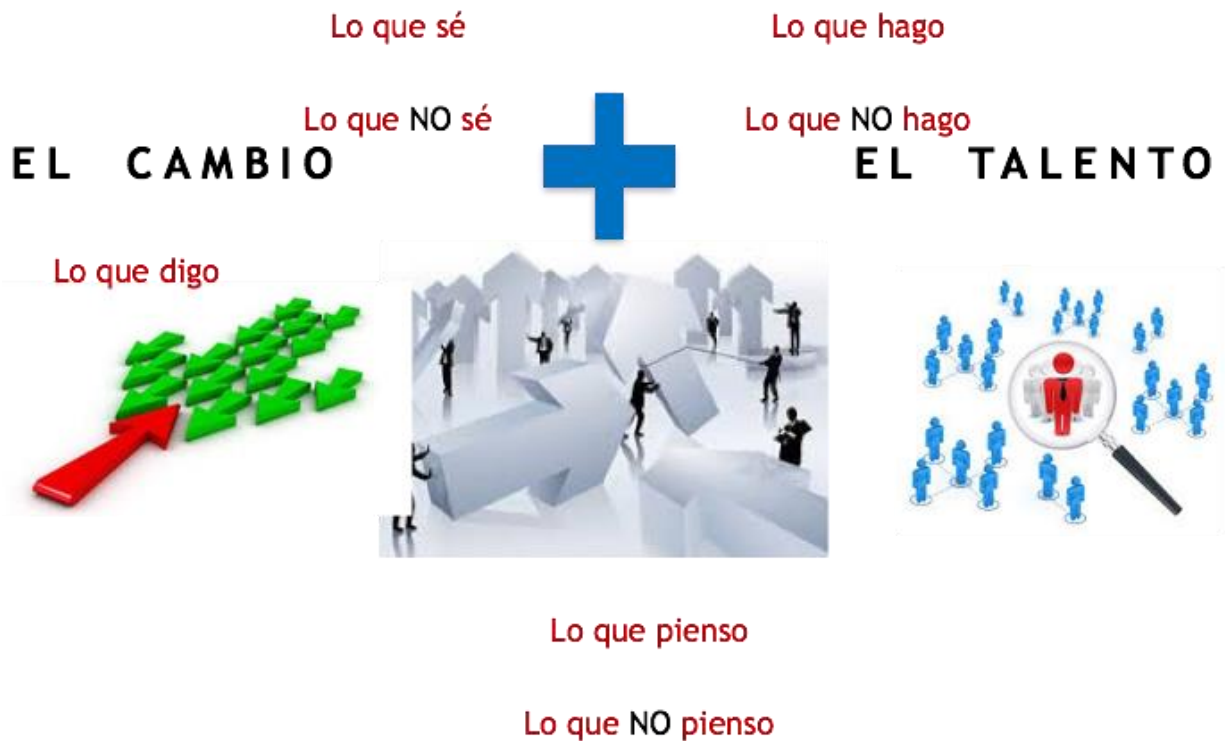 Lo que sé
Lo que hago
Lo que NO sé
Lo que NO hago
EL CAMBIO
EL TALENTO
Lo que digo
Lo que pienso
Lo que NO pienso